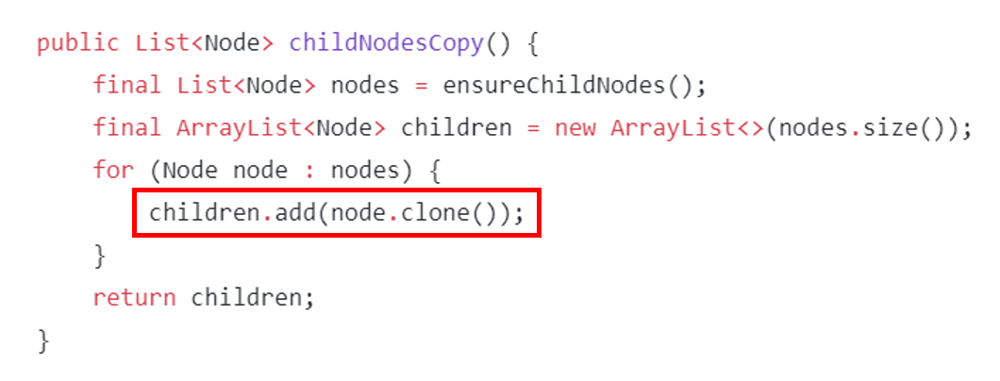 public List<Node> childNodesCopy() {
    final List<Node> nodes = ensureChildNodes();
    final ArrayList<Node> children = new ArrayList<>(nodes.size());
    for (Node node : nodes) {
        children.add(node.clone());
    }
    return children;
}